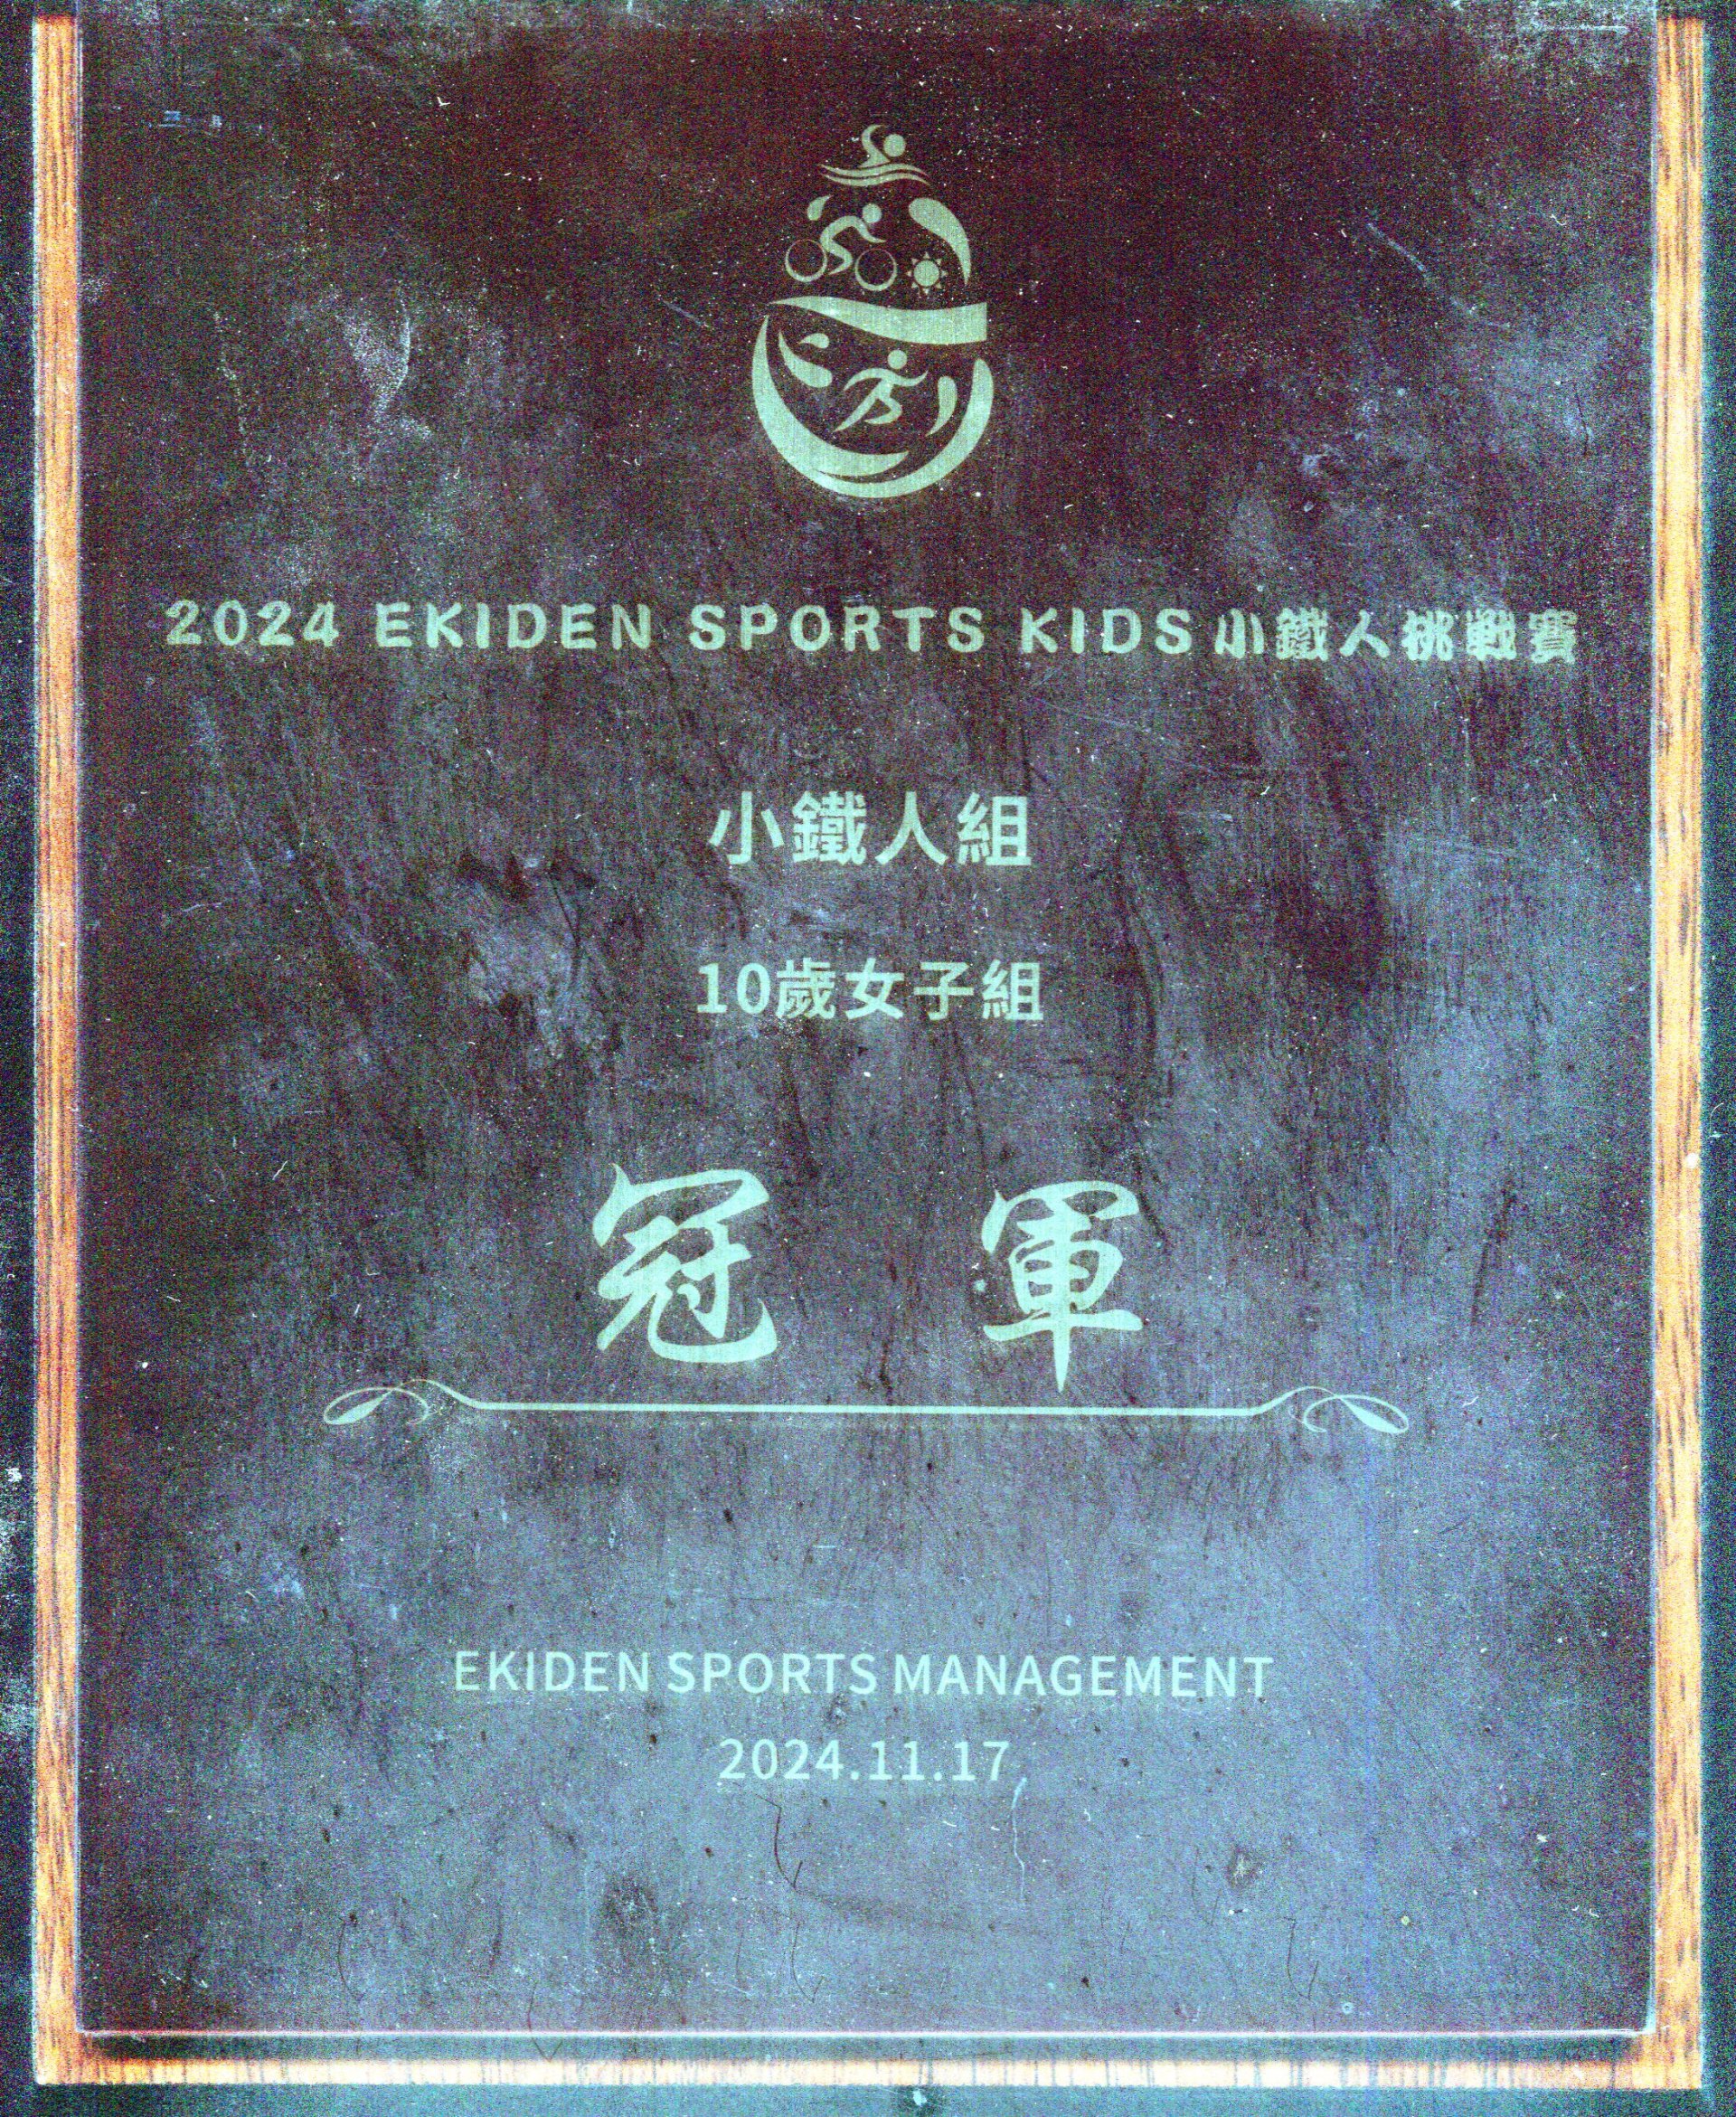 2024 EKIDEN SPORTS KIDS小鐵人挑戰賽
小鐵人組
10歲女子組
冠軍
EKIDEN SPORTS MANAGEMENT
2024.11.17